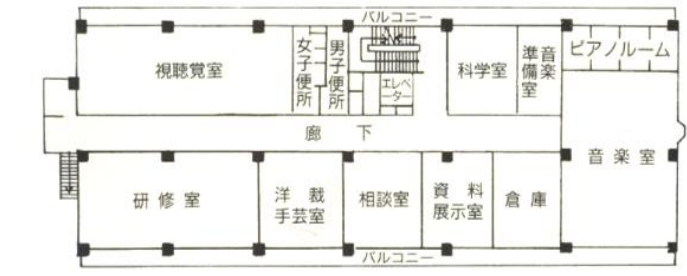 バルコニー
視聴覚室
女子便所
男子便所
エレベ
ーター
科学室
音楽
準備室
ピアノルーム
廊下
音楽室
研修室
洋裁
手芸室
相談室
資料
展示室
倉庫
バルコニー